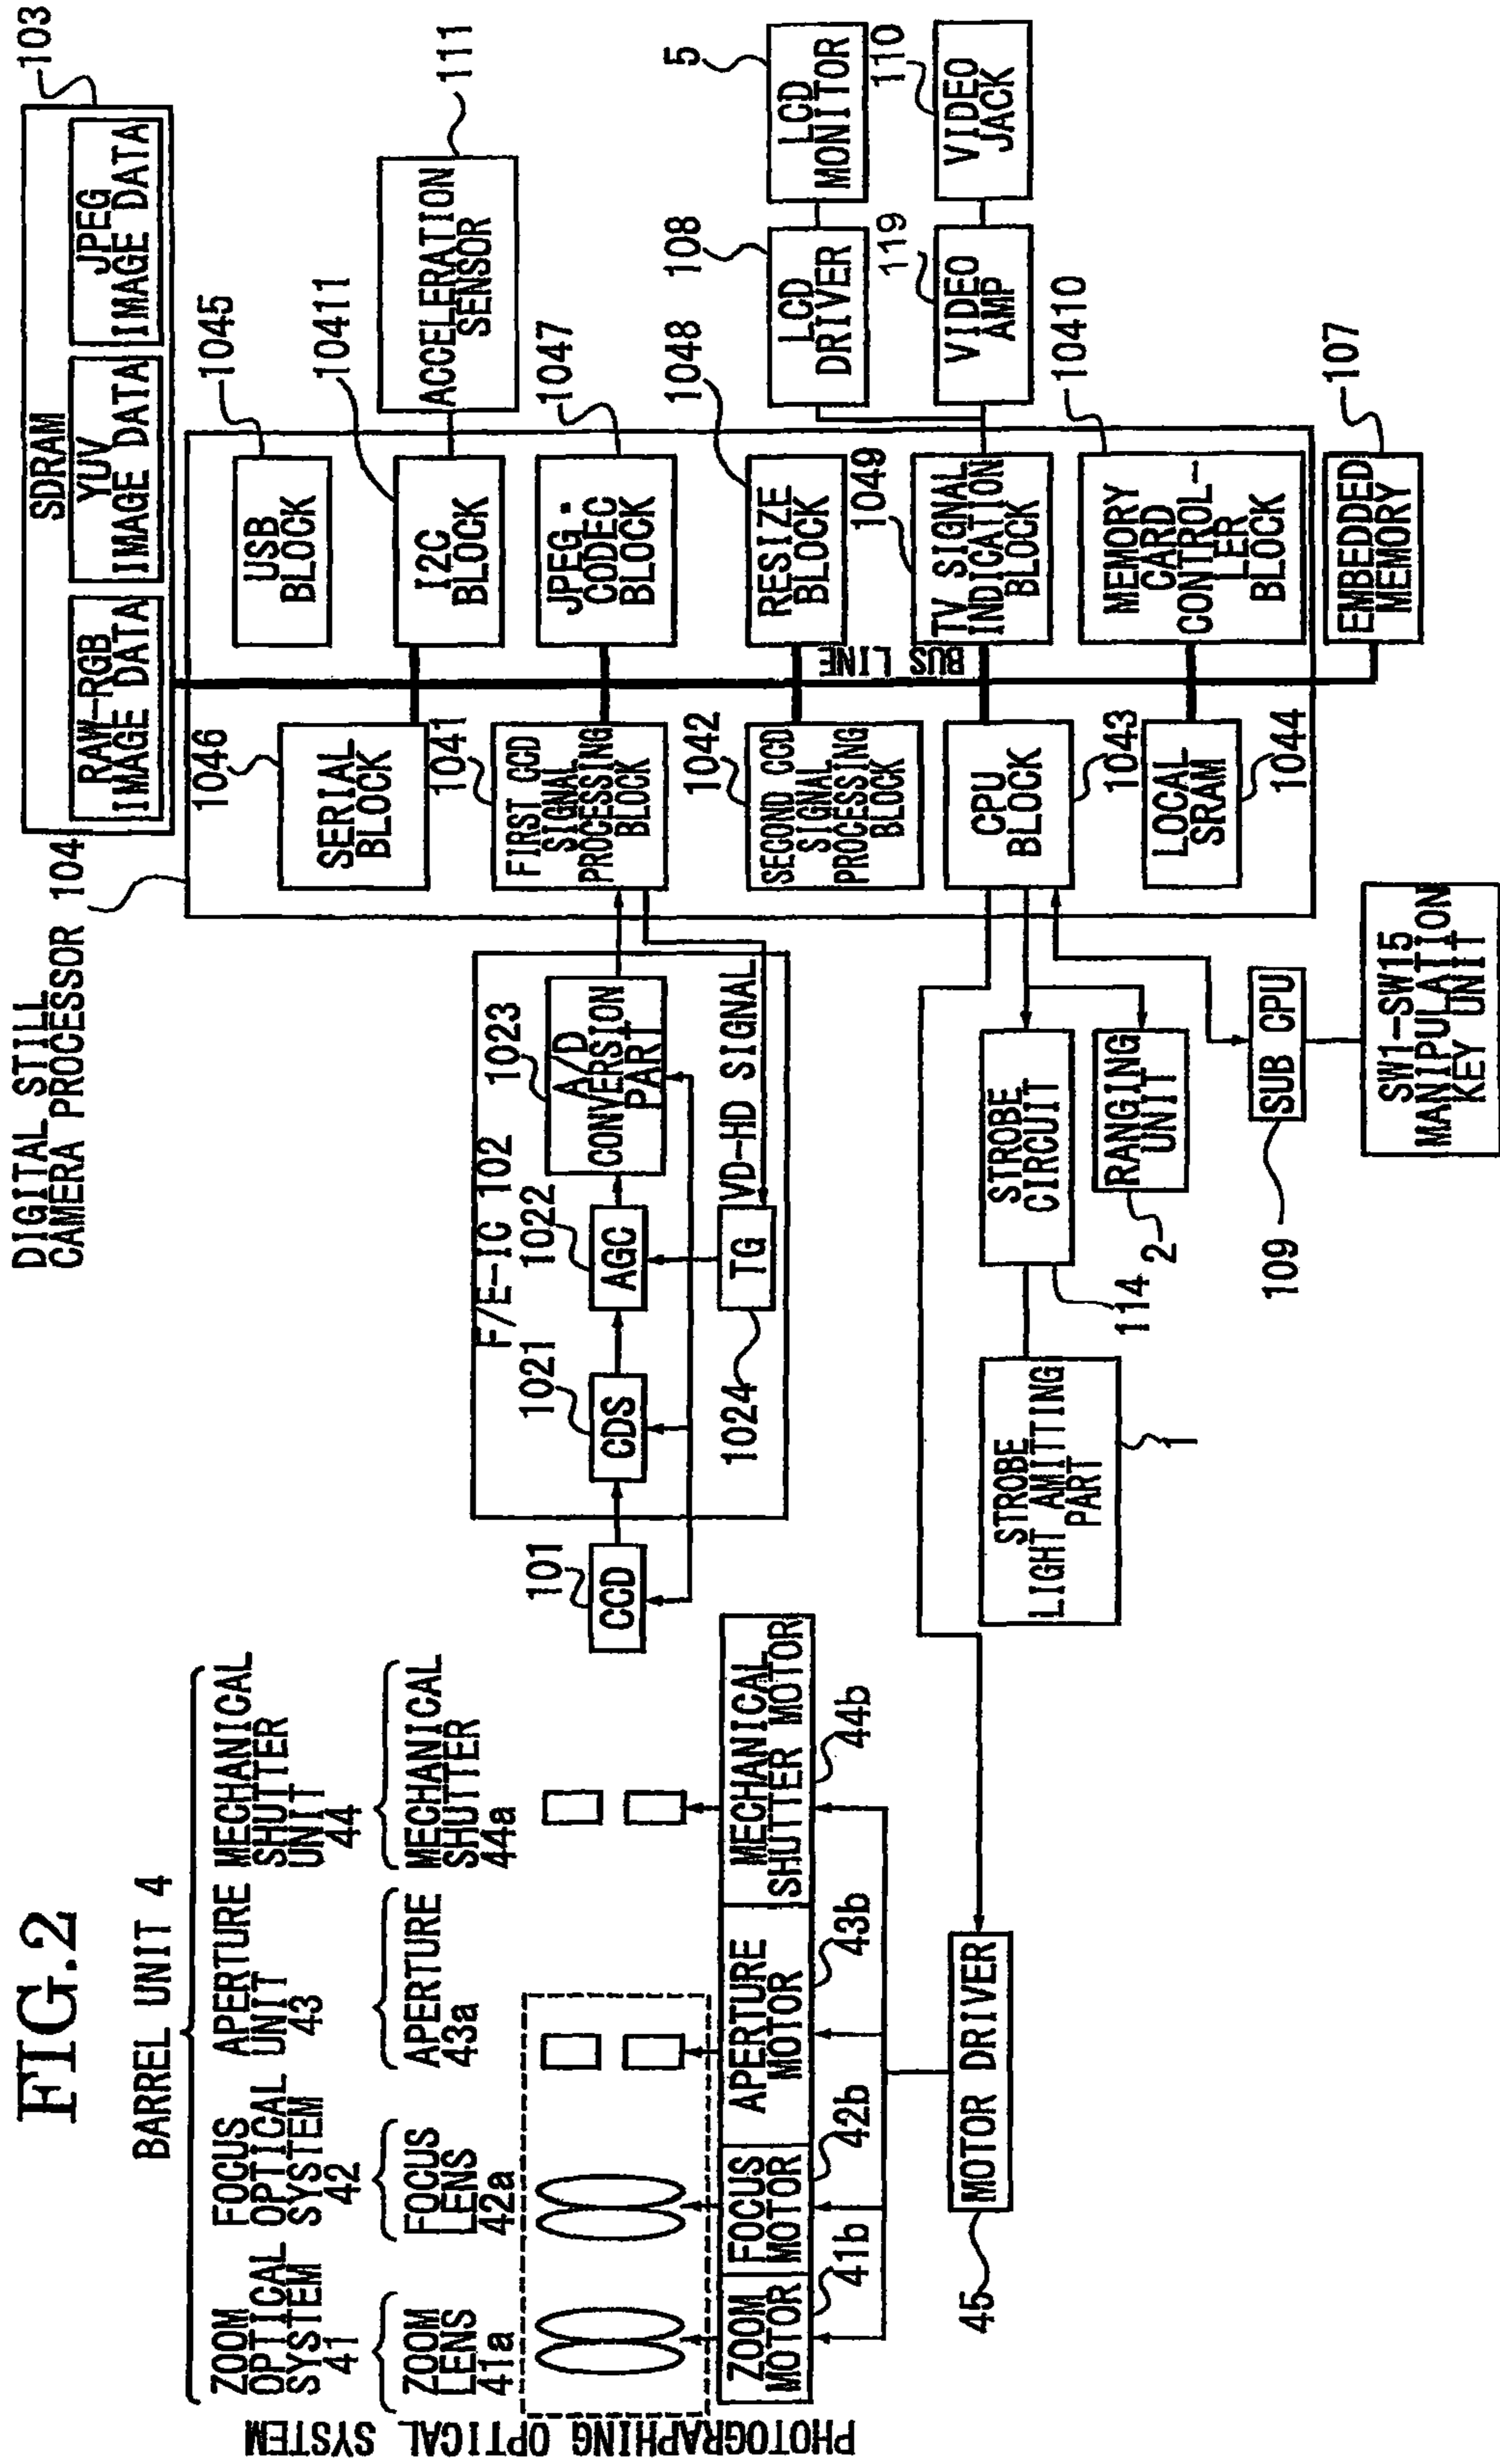 FIG.2
BARREL UNIT 4
ZOOM
OPTICAL
SYSTEM
41
FOCUS
OPTICAL
SYSTEM
42
APERTURE
UNIT
43
MECHANICAL
SHUTTER
UNIT
44
ZOOM
LENS
41a
FOCUS
LENS
42a
APERTURE
43a
MECHANICAL
SHUTTER
44a
PHOTOGRAPHING OPTICAL SYSTEM
ZOOM
MOTOR
41b
FOCUS
MOTOR
42b
APERTURE
MOTOR
43b
MECHANICAL
SHUTTER MOTOR
44b
MOTOR DRIVER
45
CCD
101
F/E-IC 102
CDS
1021
AGC
1022
A/D
CONVERSION
PART
1023
TG
1024
VD-HD SIGNAL
STROBE
LIGHT AMITTING
PART
1
STROBE
CIRCUIT
114
RANGING
UNIT
2
SUB CPU
109
SW1-SW15
MANIPULATION
KEY UNIT
DIGITAL STILL
CAMERA PROCESSOR 104
SERIAL
BLOCK
1046
FIRST CCD
SIGNAL
PROCESSING
BLOCK
1041
SECOND CCD
SIGNAL
PROCESSING
BLOCK
1042
CPU
BLOCK
1043
LOCAL
SRAM
1044
BUS LINE
SDRAM
103
RAW-RGB
IMAGE DATA
YUV
IMAGE DATA
JPEG
IMAGE DATA
USB
BLOCK
1045
I2C
BLOCK
10411
JPEG·
CODEC
BLOCK
1047
RESIZE
BLOCK
1048
TV SIGNAL
INDICATION
BLOCK
1049
MEMORY
CARD
CONTROL-
LER
BLOCK
10410
EMBEDDED
MEMORY
107
ACCELERATION
SENSOR
111
LCD
DRIVER
108
LCD
MONITOR
5
VIDEO
AMP
119
VIDEO
JACK
110